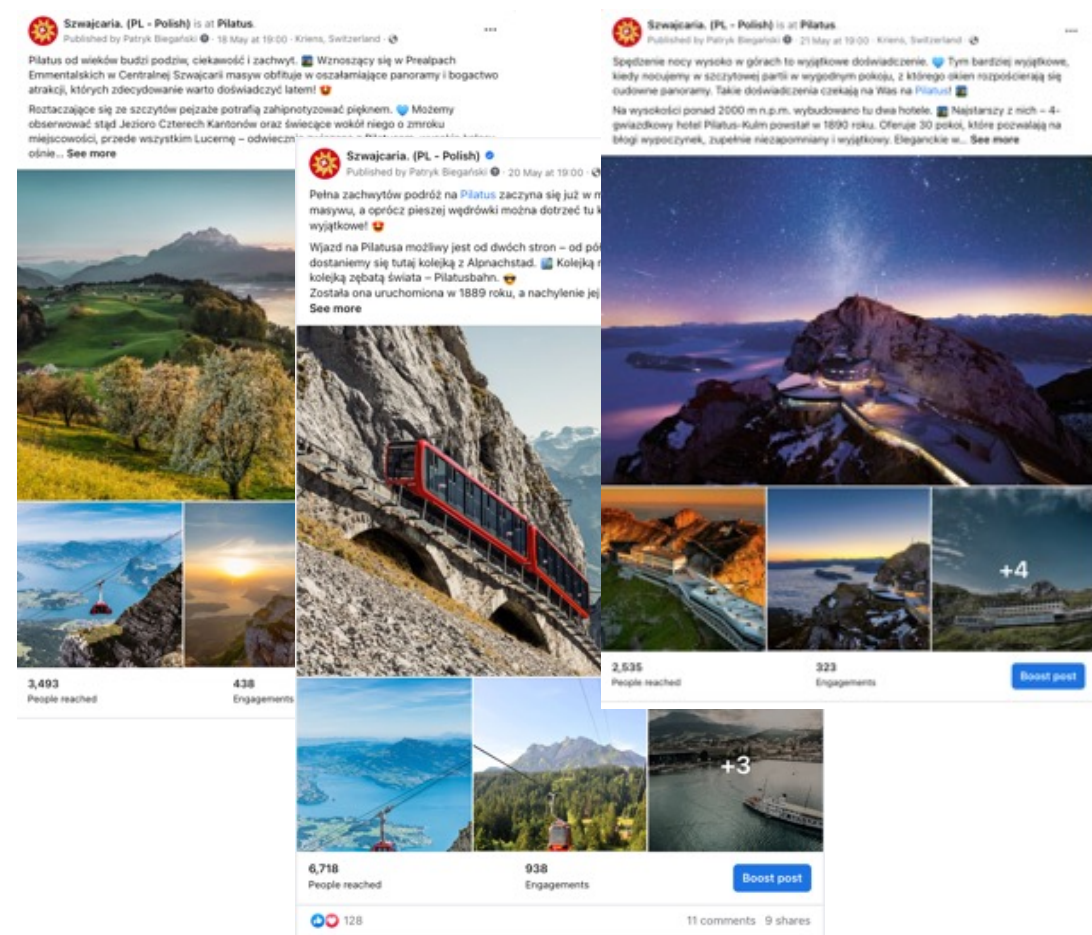 Szwajcaria. (PL - Polish) is at Pilatus.
Published by Patryk Biegański · 18 May at 19:00 · Kriens, Switzerland ·
Pilatus od wieków budzi podziw, ciekawość i zachwyt. Wznoszący się w Prealpach
Emmentalskich w Centralnej Szwajcarii masyw obfituje w oszałamiające panoramy i bogactwo
atrakcji, których zdecydowanie warto doświadczyć latem!
Roztaczające się ze szczytów pejzaże potrafią zahipnotyzować pięknem. Możemy
obserwować stąd Jezioro Czterech Kantonów oraz świecące wokół niego o zmroku
miejscowości, przede wszystkim Lucernę – odwiecznie
ośnie... See more
3,493
People reached
438
Engagements
Szwajcaria. (PL - Polish)
Published by Patryk Biegański · 20 May at 19:00 ·
Pełna zachwytów podróż na Pilatus zaczyna się już w m
masywu, a oprócz pieszej wędrówki można dotrzeć tu k
wyjątkowe!
Wjazd na Pilatusa możliwy jest od dwóch stron – od pół
dostaniemy się tutaj kolejką z Alpnachstad. Kolejką
kolejką zębatą świata – Pilatusbahn.
Została ona uruchomiona w 1889 roku, a nachylenie jej
See more
+3
6,718
People reached
938
Engagements
Boost post
128
11 comments 9 shares
Szwajcaria. (PL - Polish) is at Pilatus.
Published by Patryk Biegański · 21 May at 19:00 · Kriens, Switzerland ·
Spędzenie nocy wysoko w górach to wyjątkowe doświadczenie. Tym bardziej wyjątkowe,
kiedy nocujemy w szczytowej partii w wygodnym pokoju, z którego okien rozpościerają się
cudowne panoramy. Takie doświadczenia czekają na Was na Pilatus!
Na wysokości ponad 2000 m n.p.m. wybudowano tu dwa hotele. Najstarszy z nich – 4-
gwiazdkowy hotel Pilatus-Kulm powstał w 1890 roku. Oferuje 30 pokoi, które pozwalają na
błogi wypoczynek, zupełnie niezapomniany i wyjątkowy. Eleganckie w... See more
+4
2,535
People reached
323
Engagements
Boost post